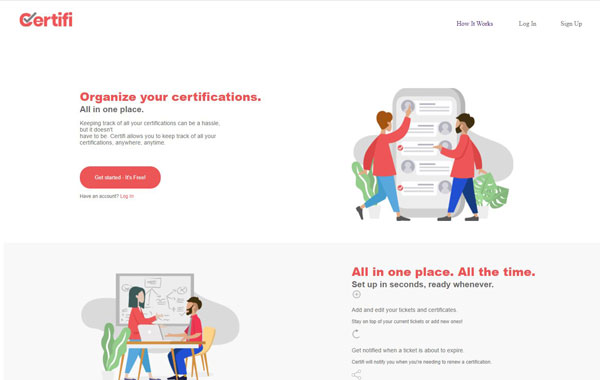 Certifi
How It Works
Log In
Sign Up
Organize your certifications.
All in one place.
Keeping track of all your certifications can be a hassle,
but it doesn't
have to be. Certifi allows you to keep track of all your
certifications, anywhere, anytime.
Get started - It's Free!
Have an account? Log In
All in one place. All the time.
Set up in seconds, ready whenever.
Add and edit your tickets and certificates.
Stay on top of your current tickets or add new ones!
Get notified when a ticket is about to expire.
Certifi will notify you when you're needing to renew a certification.